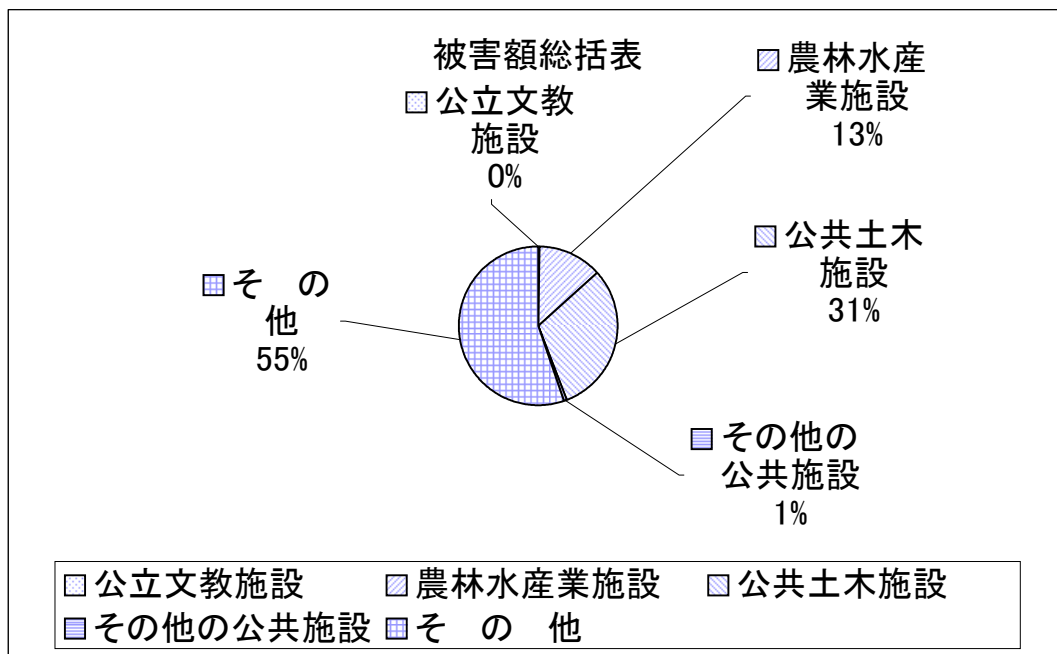 被害額総括表
公立文教
施設
0%
農林水産
業施設
13%
公共土木
施設
31%
そ　の
他
55%
その他の
公共施設
1%
公立文教施設　農林水産業施設　公共土木施設
その他の公共施設　そ　の　他